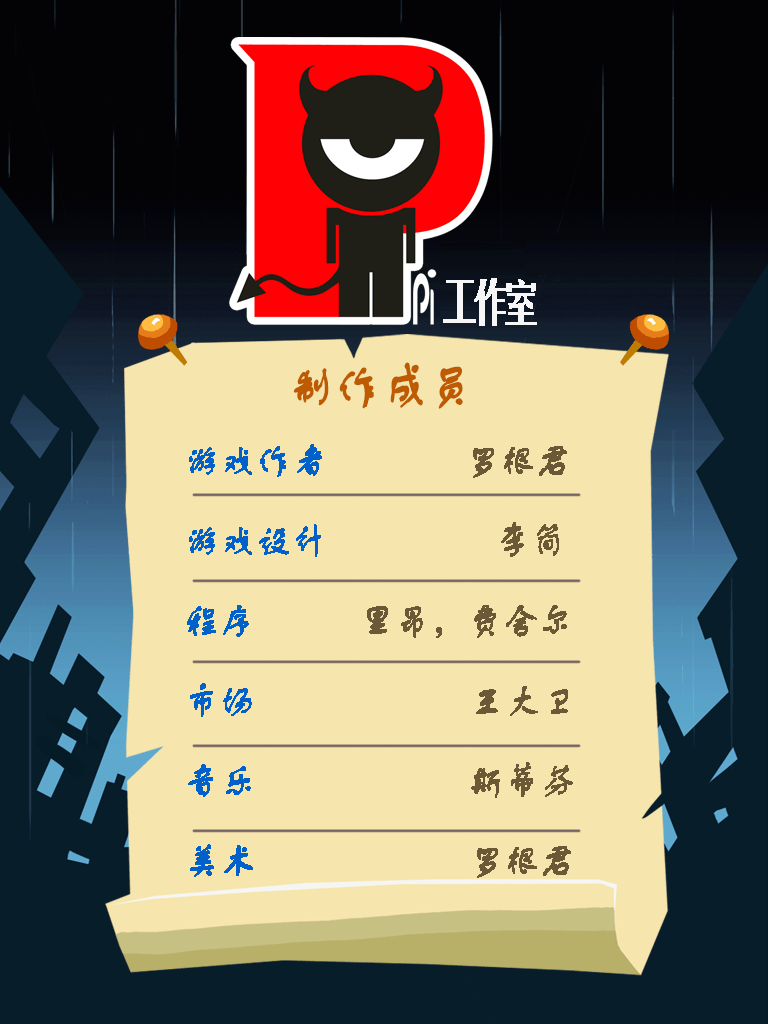 P
pi 工作室
制作成员
游戏作者 罗根君
游戏设计 李简
程序 里昂，费舍尔
市场 王大卫
音乐 斯蒂芬
美术 罗根君